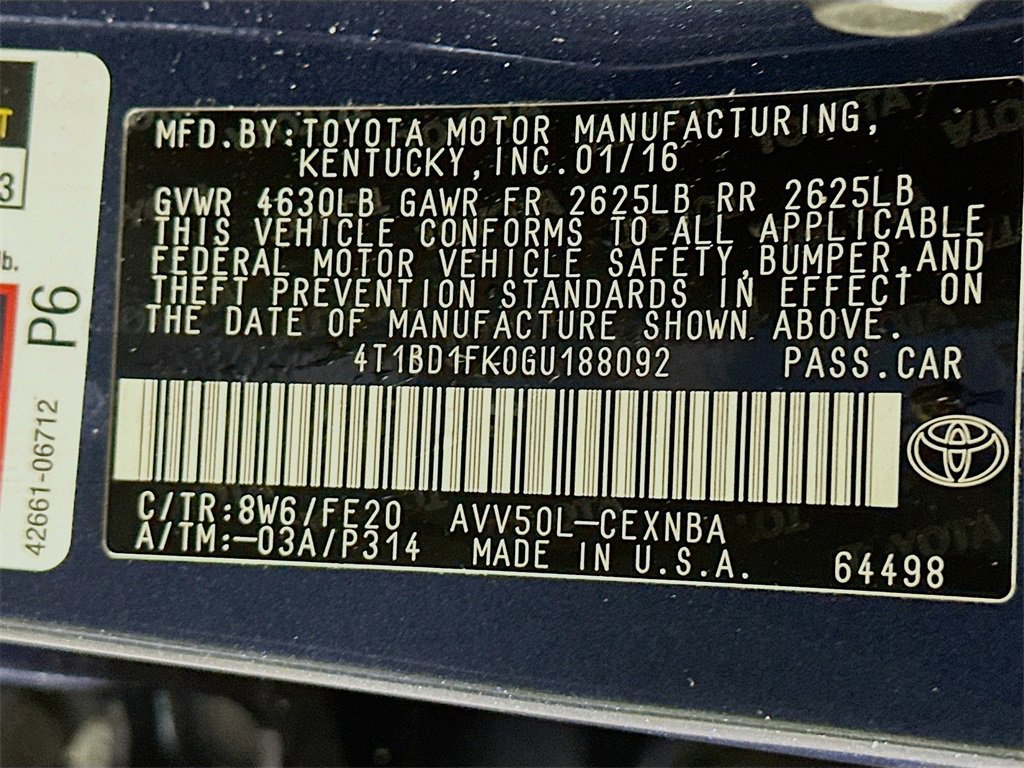 MFD.BY:TOYOTA MOTOR MANUFACTURING,
KENTUCKY,INC.01/16
GVWR 4630LB GAWR FR 2625LB RR 2625LB
THIS VEHICLE CONFORMS TO ALL APPLICABLE
FEDERAL MOTOR VEHICLE SAFETY,BUMPER,AND
THEFT PREVENTION STANDARDS IN EFFECT ON
THE DATE OF MANUFACTURE SHOWN ABOVE.
4T1BD1FK0GU188092 PASS.CAR
C/TR:8W6/FE20 AVV50L-CEXNBA
A/TM:-03A/P314 MADE IN U.S.A. 64498
T
3
lb.
P6
42661-06712